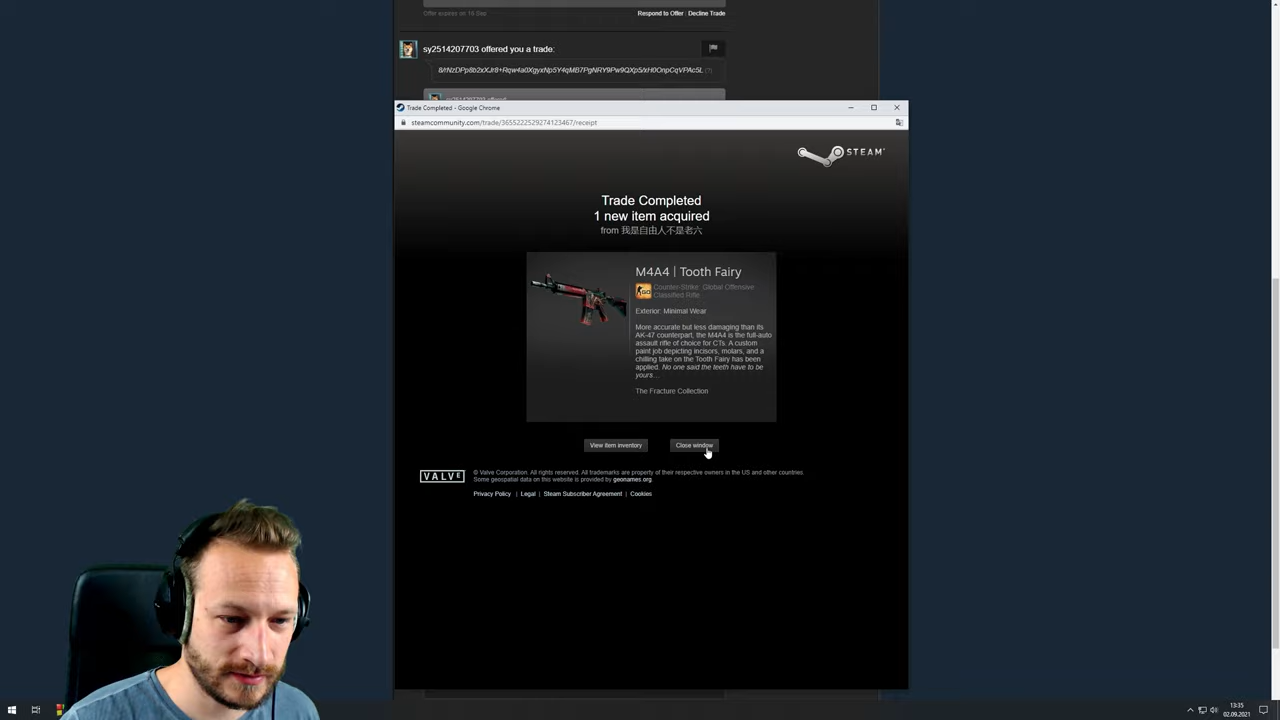 Offer expires on 16 Sep
Respond to Offer | Decline Trade
sy2514207703 offered you a trade:
sy2514207703 offered:
Trade Completed - Google Chrome
steamcommunity.com/trade/3655222529274123467/receipt
STEAM
Trade Completed
1 new item acquired
from 我是自由人不是老六
M4A4 | Tooth Fairy
Counter-Strike: Global Offensive
Classified Rifle
Exterior: Minimal Wear
More accurate but less damaging than its
AK-47 counterpart, the M4A4 is the full-auto
assault rifle of choice for CTs. A custom
paint job depicting incisors, molars, and a
chilling take on the Tooth Fairy has been
applied. No one said the teeth have to be
yours...
The Fracture Collection
View item inventory
Close window
VALVE
© Valve Corporation. All rights reserved. All trademarks are property of their respective owners in the US and other countries.
Some geospatial data on this website is provided by geonames.org.
Privacy Policy | Legal | Steam Subscriber Agreement | Cookies
13:35
02.09.2021